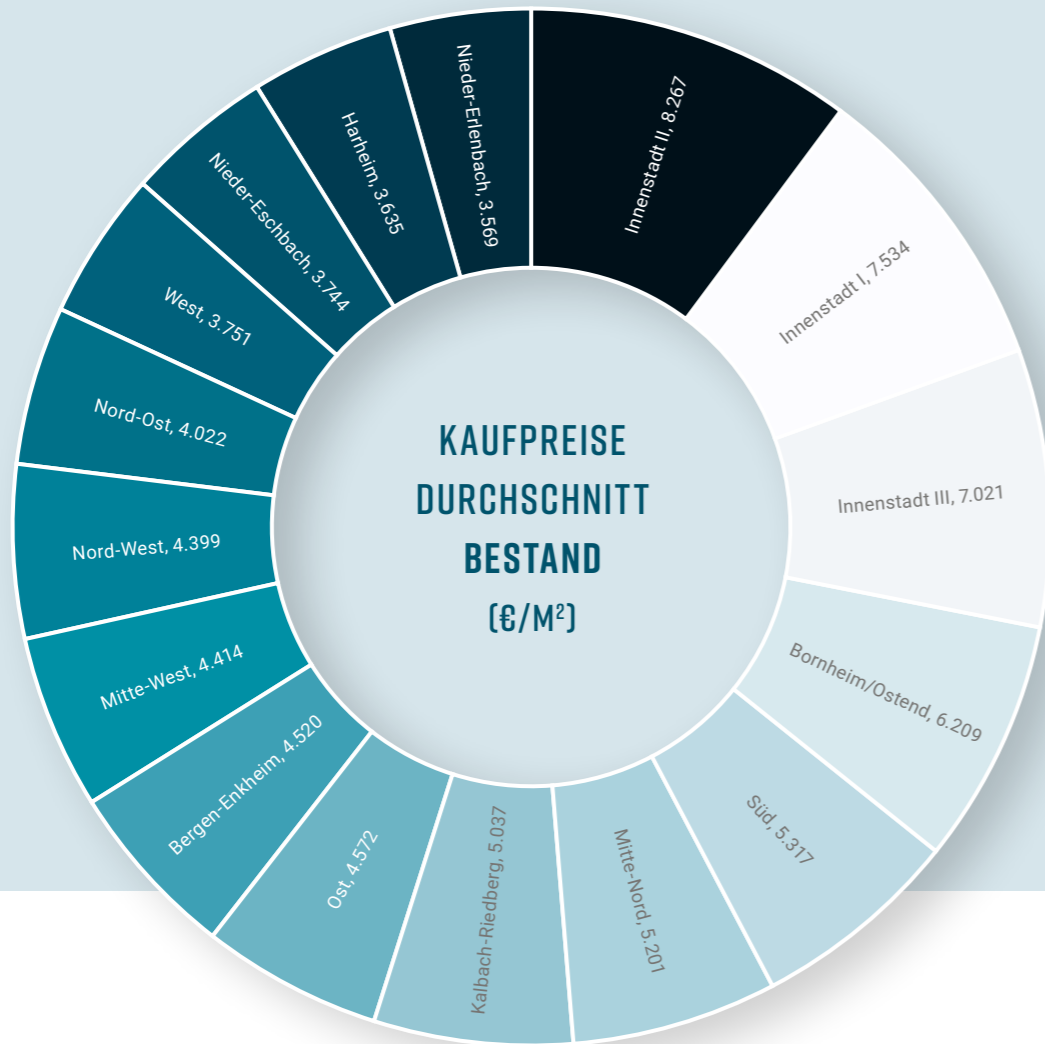 KAUFPREISE
DURCHSCHNITT
BESTAND
(€/M²)
Innenstadt II, 8.267
Innenstadt I, 7.534
Innenstadt III, 7.021
Bornheim/Ostend, 6.209
Süd, 5.317
Mitte-Nord, 5.201
Kalbach-Riedberg, 5.037
Ost, 4.572
Bergen-Enkheim, 4.520
Mitte-West, 4.414
Nord-West, 4.399
Nord-Ost, 4.022
West, 3.751
Nieder-Eschbach, 3.744
Harheim, 3.635
Nieder-Erlenbach, 3.569